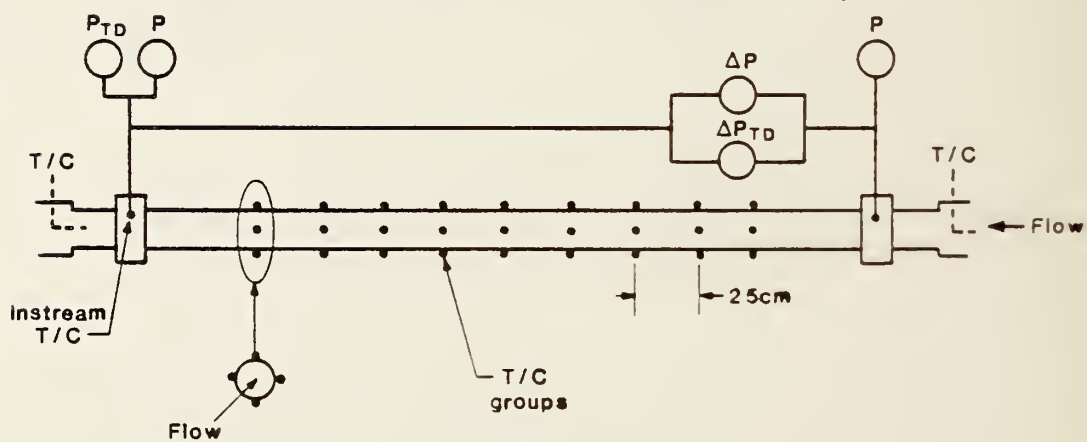 P_TD P
P
ΔP
ΔP_TD
T/C
T/C
Flow
Instream
T/C
25cm
T/C
groups
Flow